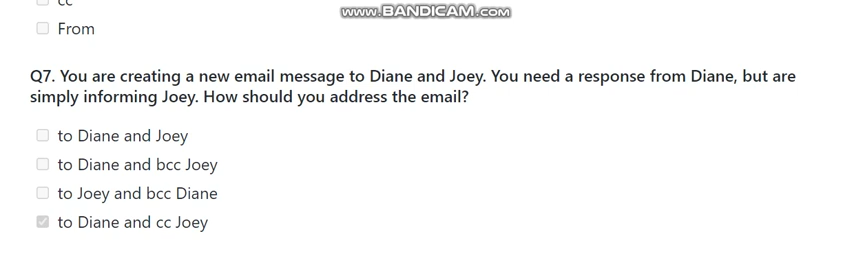 cc
www.BANDICAM.COM
From
Q7. You are creating a new email message to Diane and Joey. You need a response from Diane, but are
simply informing Joey. How should you address the email?
to Diane and Joey
to Diane and bcc Joey
to Joey and bcc Diane
to Diane and cc Joey